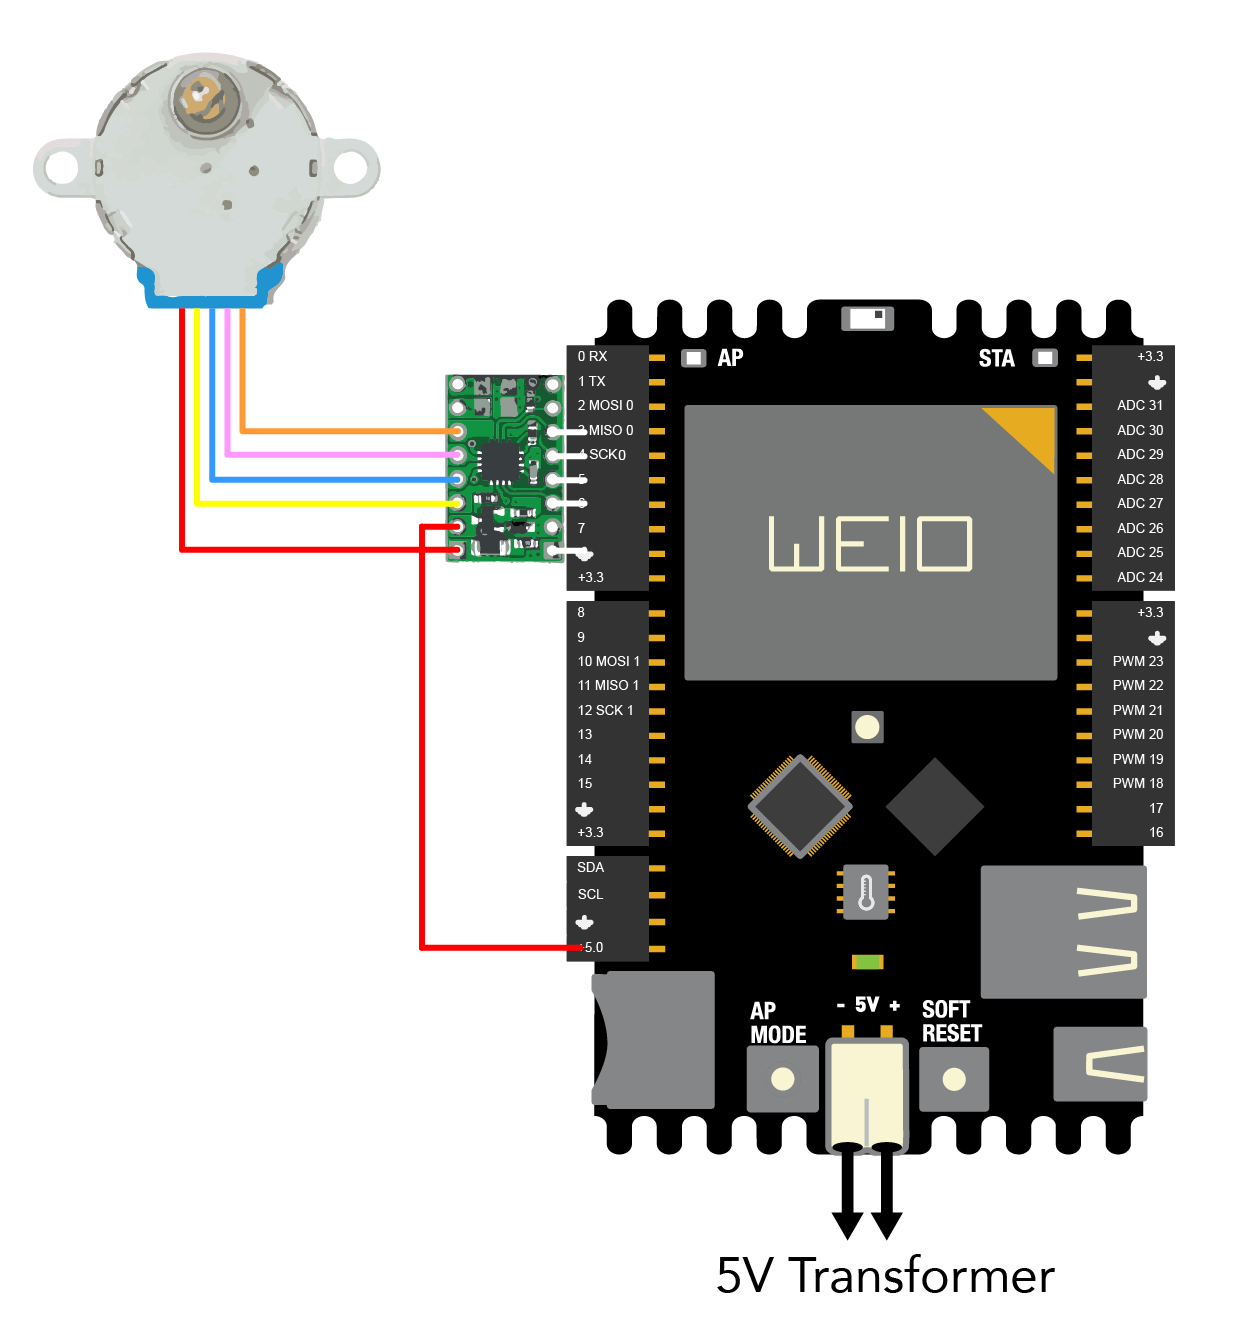 AP
STA
0 RX
1 TX
2 MOSI 0
3 MISO 0
4 SCK0
5
6
7
+3.3
8
9
10 MOSI 1
11 MISO 1
12 SCK 1
13
14
15
+3.3
SDA
SCL
+5.0
+3.3
ADC 31
ADC 30
ADC 29
ADC 28
ADC 27
ADC 26
ADC 25
ADC 24
+3.3
PWM 23
PWM 22
PWM 21
PWM 20
PWM 19
PWM 18
17
16
WEIO
- 5V +
AP
MODE
SOFT
RESET
5V Transformer